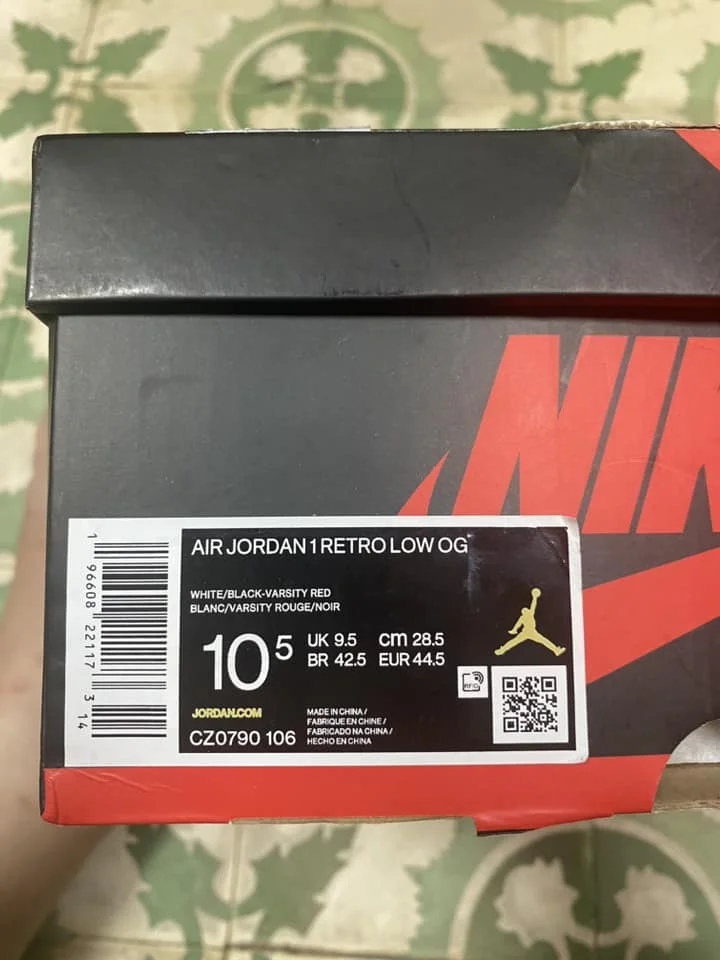 NIK
AIR JORDAN 1 RETRO LOW OG
WHITE/BLACK-VARSITY RED
BLANC/VARSITY ROUGE/NOIR
10 5
UK 9.5 cm 28.5
BR 42.5 EUR 44.5
RFID
JORDAN.COM
CZ0790 106
MADE IN CHINA /
FABRIQUE EN CHINE /
FABRICADO NA CHINA /
HECHO EN CHINA
1 96608 22117 3 14